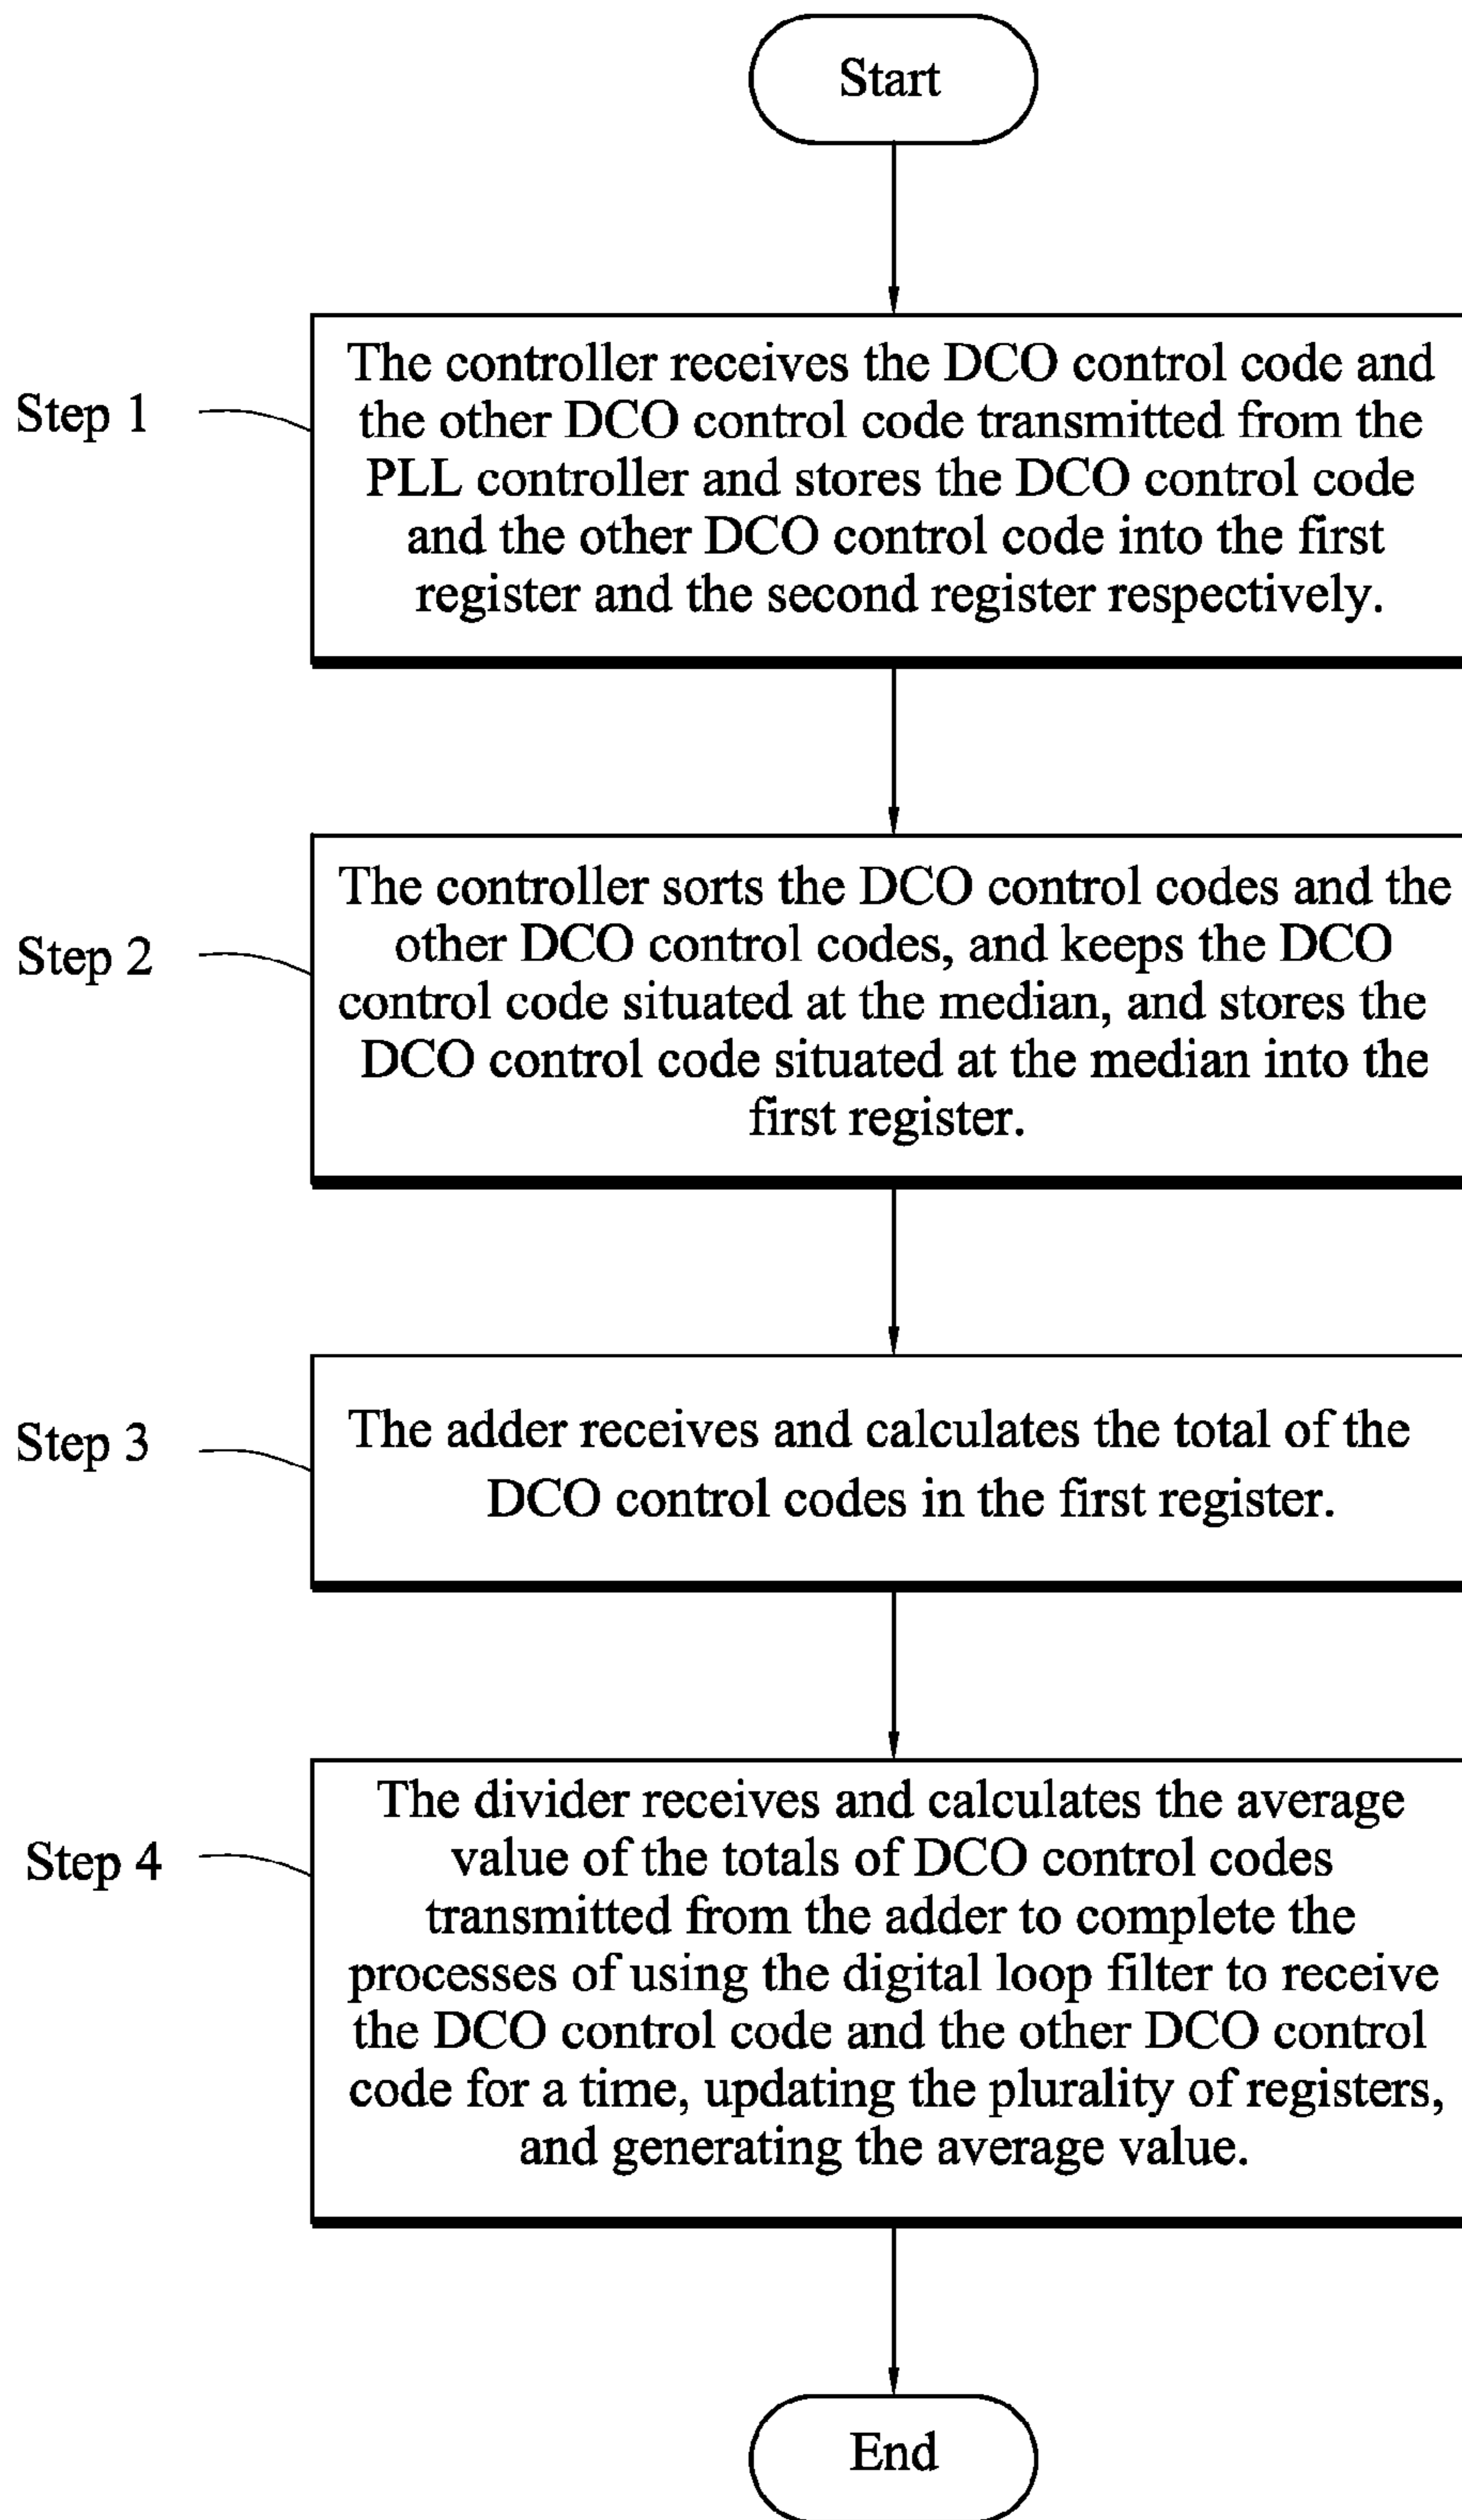 Start
Step 1
The controller receives the DCO control code and
the other DCO control code transmitted from the
PLL controller and stores the DCO control code
and the other DCO control code into the first
register and the second register respectively.
Step 2
The controller sorts the DCO control codes and the
other DCO control codes, and keeps the DCO
control code situated at the median, and stores the
DCO control code situated at the median into the
first register.
Step 3
The adder receives and calculates the total of the
DCO control codes in the first register.
Step 4
The divider receives and calculates the average
value of the totals of DCO control codes
transmitted from the adder to complete the
processes of using the digital loop filter to receive
the DCO control code and the other DCO control
code for a time, updating the plurality of registers,
and generating the average value.
End